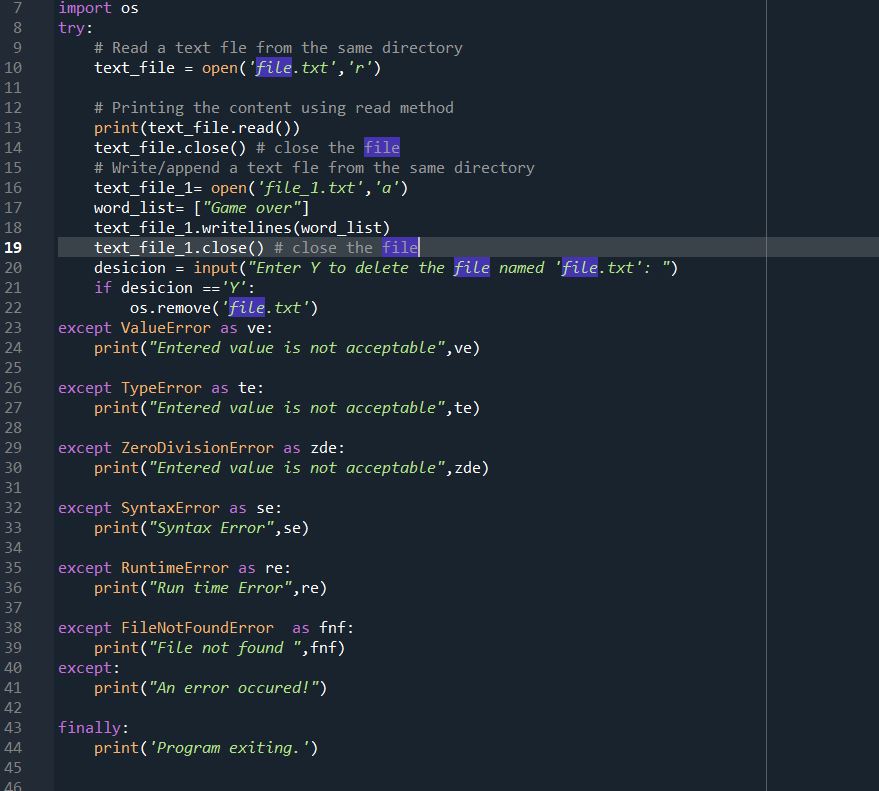 7 import os
8 try:
9     # Read a text fle from the same directory
10     text_file = open('file.txt','r')
11
12     # Printing the content using read method
13     print(text_file.read())
14     text_file.close() # close the file
15     # Write/append a text fle from the same directory
16     text_file_1= open('file_1.txt','a')
17     word_list= ["Game over"]
18     text_file_1.writelines(word_list)
19     text_file_1.close() # close the file
20     desicion = input("Enter Y to delete the file named 'file.txt': ")
21     if desicion =='Y':
22         os.remove('file.txt')
23 except ValueError as ve:
24     print("Entered value is not acceptable",ve)
25
26 except TypeError as te:
27     print("Entered value is not acceptable",te)
28
29 except ZeroDivisionError as zde:
30     print("Entered value is not acceptable",zde)
31
32 except SyntaxError as se:
33     print("Syntax Error",se)
34
35 except RuntimeError as re:
36     print("Run time Error",re)
37
38 except FileNotFoundError  as fnf:
39     print("File not found ",fnf)
40 except:
41     print("An error occured!")
42
43 finally:
44     print('Program exiting.')
45
46